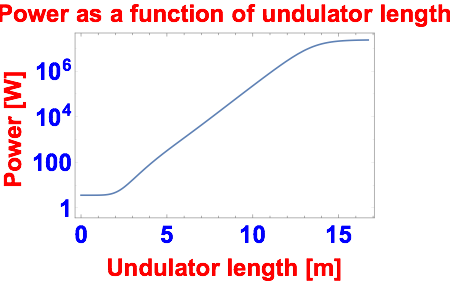 Power as a function of undulator length
Power [W]
10^6
10^4
100
1
0 5 10 15
Undulator length [m]